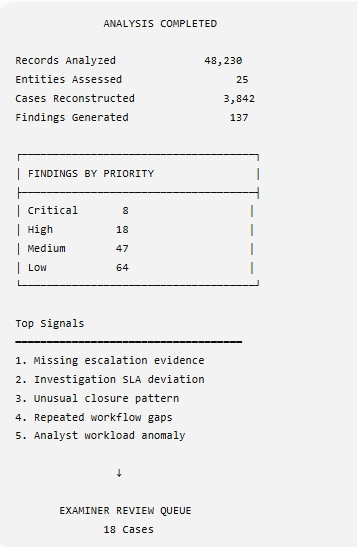 ANALYSIS COMPLETED
Records Analyzed 48,230
Entities Assessed 25
Cases Reconstructed 3,842
Findings Generated 137
FINDINGS BY PRIORITY
Critical 8
High 18
Medium 47
Low 64
Top Signals
1. Missing escalation evidence
2. Investigation SLA deviation
3. Unusual closure pattern
4. Repeated workflow gaps
5. Analyst workload anomaly
↓
EXAMINER REVIEW QUEUE
18 Cases